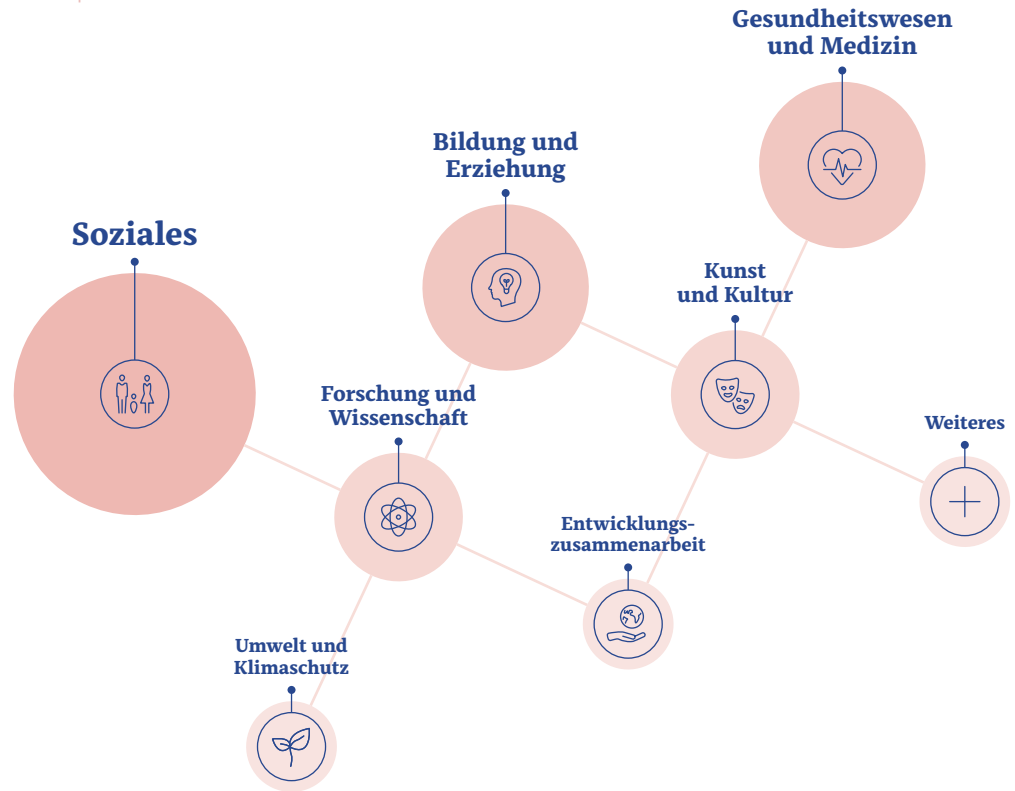 Gesundheitswesen
und Medizin
Bildung und
Erziehung
Soziales
Kunst
und Kultur
Forschung und
Wissenschaft
Weiteres
Entwicklungs-
zusammenarbeit
Umwelt und
Klimaschutz